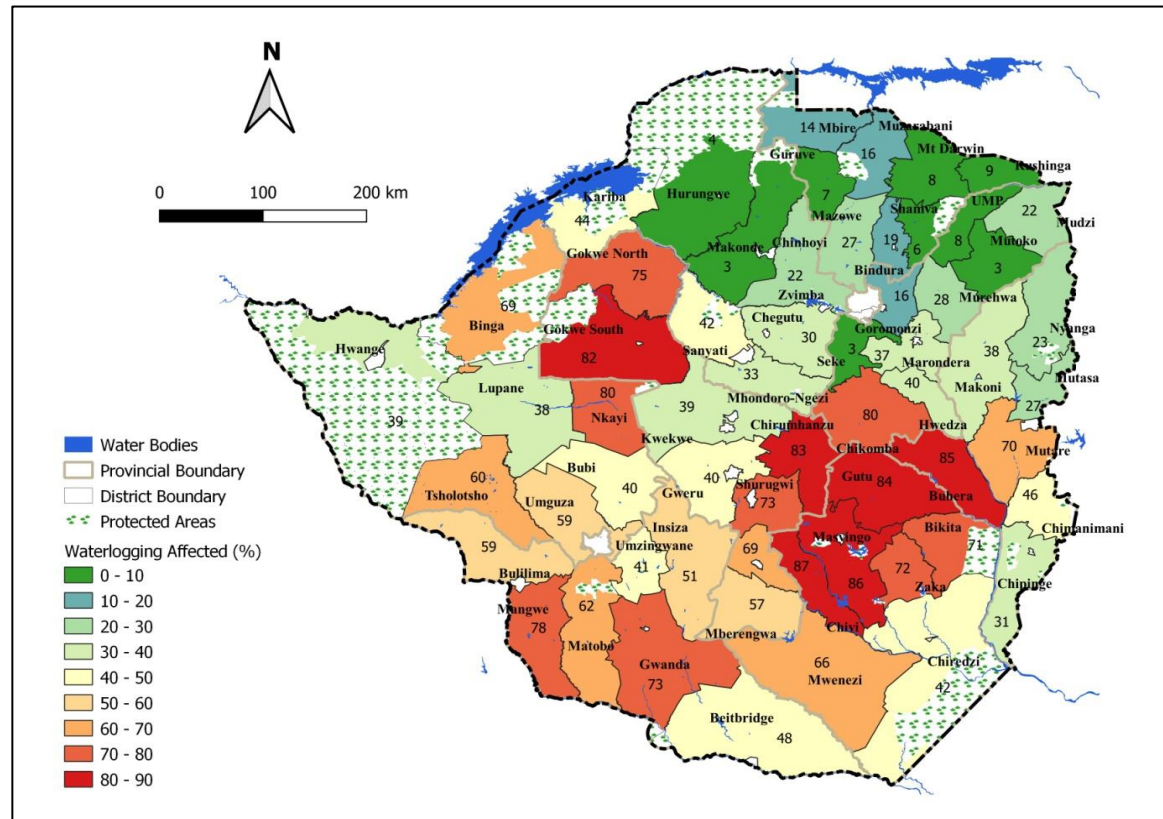 N
0 100 200 km
Water Bodies
Provincial Boundary
District Boundary
Protected Areas
Waterlogging Affected (%)
0 - 10
10 - 20
20 - 30
30 - 40
40 - 50
50 - 60
60 - 70
70 - 80
80 - 90
14 Mbire
Muzarabani
4
16
Mt Darwin
Guruve
Rushinga
9
8
Hurungwe
Kariba
7
Shamva
UMP
22
44
Mazowe
Mudzi
Makonde
Chinhoyi
27
19
6
8
Mutoko
Gokwe North
3
Bindura
3
75
22
69
Zvimba
16
28
Murehwa
Binga
Gokwe South
42
Chegutu
Goromonzi
Nyanga
Hwange
30
Sanyati
Seke
3
37
Marondera
38
23
82
33
40
Makoni
Mutasa
Lupane
80
Mhondoro-Ngezi
27
38
Nkayi
39
39
Chirumhanzu
80
Hwedza
Kwekwe
Chikomba
70
Mutare
83
85
Bubi
Gutu
60
40
Shurugwi
84
Tsholotsho
40
Gweru
Buhera
46
Umguza
73
Bikita
59
Insiza
Chimanimani
Umzingwane
Masvingo
71
59
69
87
72
Chipinge
Bulilima
41
51
86
Zaka
Mangwe
62
57
78
Matobo
Mberengwa
Chivi
31
Gwanda
66
Chiredzi
73
Mwenezi
42
Beitbridge
48